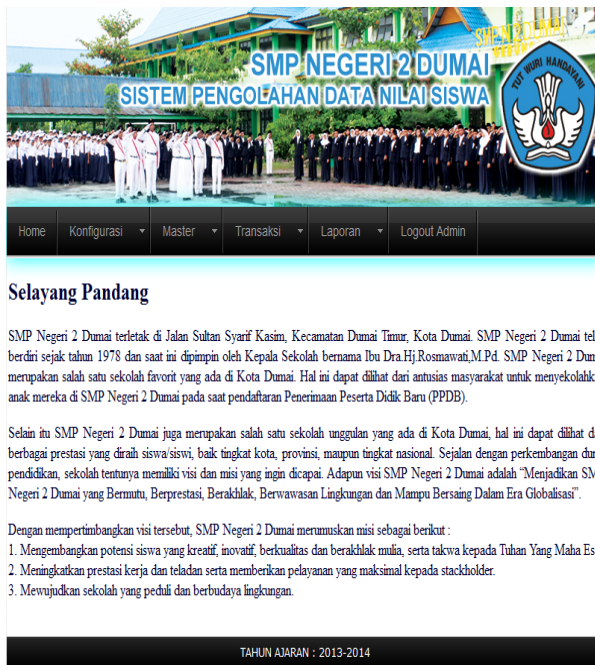 SMP N 2 DUMAI
SMP NEGERI 2 DUMAI
SISTEM PENGOLAHAN DATA NILAI SISWA
TUT WURI HANDAYANI
Home Konfigurasi Master Transaksi Laporan Logout Admin
Selayang Pandang
SMP Negeri 2 Dumai terletak di Jalan Sultan Syarif Kasim, Kecamatan Dumai Timur, Kota Dumai. SMP Negeri 2 Dumai
berdiri sejak tahun 1978 dan saat ini dipimpin oleh Kepala Sekolah bernama Ibu Dra.Hj.Rosmawati,M.Pd. SMP Negeri 2
merupakan salah satu sekolah favorit yang ada di Kota Dumai. Hal ini dapat dilihat dari antusias masyarakat untuk
anak mereka di SMP Negeri 2 Dumai pada saat pendaftaran Penerimaan Peserta Didik Baru (PPDB).
Selain itu SMP Negeri 2 Dumai juga merupakan salah satu sekolah unggulan yang ada di Kota Dumai, hal ini dapat dilihat
berbagai prestasi yang diraih siswa/siswi, baik tingkat kota, provinsi, maupun tingkat nasional. Sejalan dengan perkembangan
pendidikan, sekolah tentunya memiliki visi dan misi yang ingin dicapai. Adapun visi SMP Negeri 2 Dumai adalah “Menjadikan
Negeri 2 Dumai yang Bermutu, Berprestasi, Berakhlak, Berwawasan Lingkungan dan Mampu Bersaing Dalam Era Globalisasi”.
Dengan mempertimbangkan visi tersebut, SMP Negeri 2 Dumai merumuskan misi sebagai berikut :
1. Mengembangkan potensi siswa yang kreatif, inovatif, berkualitas dan berakhlak mulia, serta takwa kepada Tuhan Yang Maha
2. Meningkatkan prestasi kerja dan teladan serta memberikan pelayanan yang maksimal kepada stackholder.
3. Mewujudkan sekolah yang peduli dan berbudaya lingkungan.
TAHUN AJARAN : 2013-2014